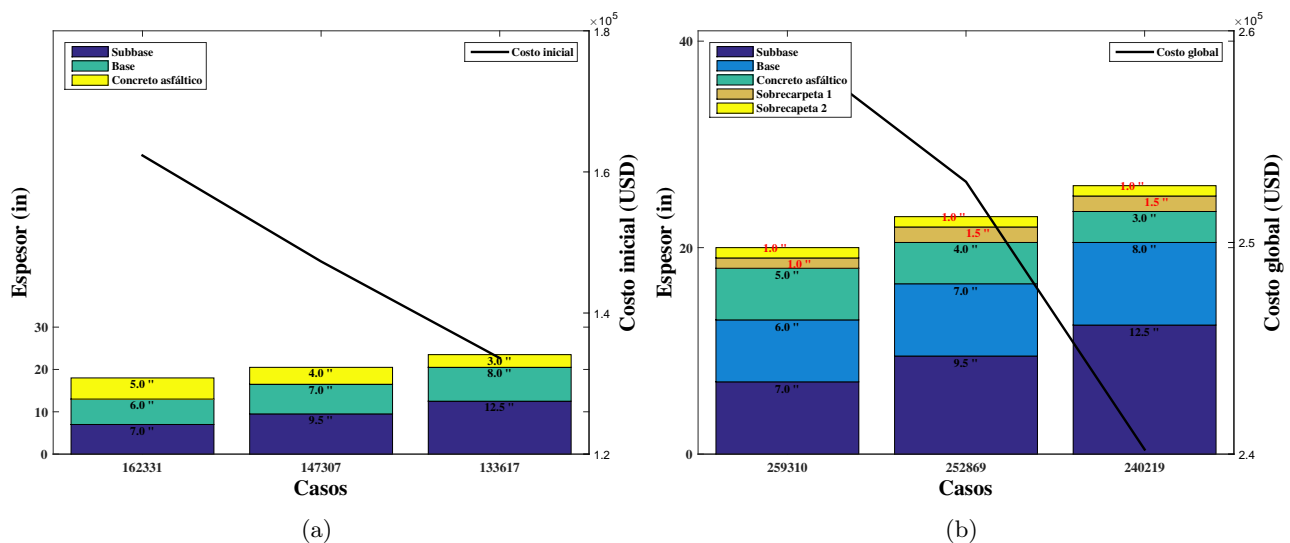 ×10⁵
1.8
Subbase
Base
Concreto asfáltico
Costo inicial
Espesor (in)
Costo inicial (USD)
1.6
1.4
1.2
30
20
10
0
5.0 "
6.0 "
7.0 "
4.0 "
7.0 "
9.5 "
3.0 "
8.0 "
12.5 "
162331
147307
133617
Casos
(a)
×10⁵
2.6
40
Subbase
Base
Concreto asfáltico
Sobrecarpeta 1
Sobrecapeta 2
Costo global
Espesor (in)
Costo global (USD)
2.5
2.4
20
0
1.0 "
1.0 "
5.0 "
6.0 "
7.0 "
1.0 "
1.5 "
4.0 "
7.0 "
9.5 "
1.0 "
1.5 "
3.0 "
8.0 "
12.5 "
259310
252869
240219
Casos
(b)